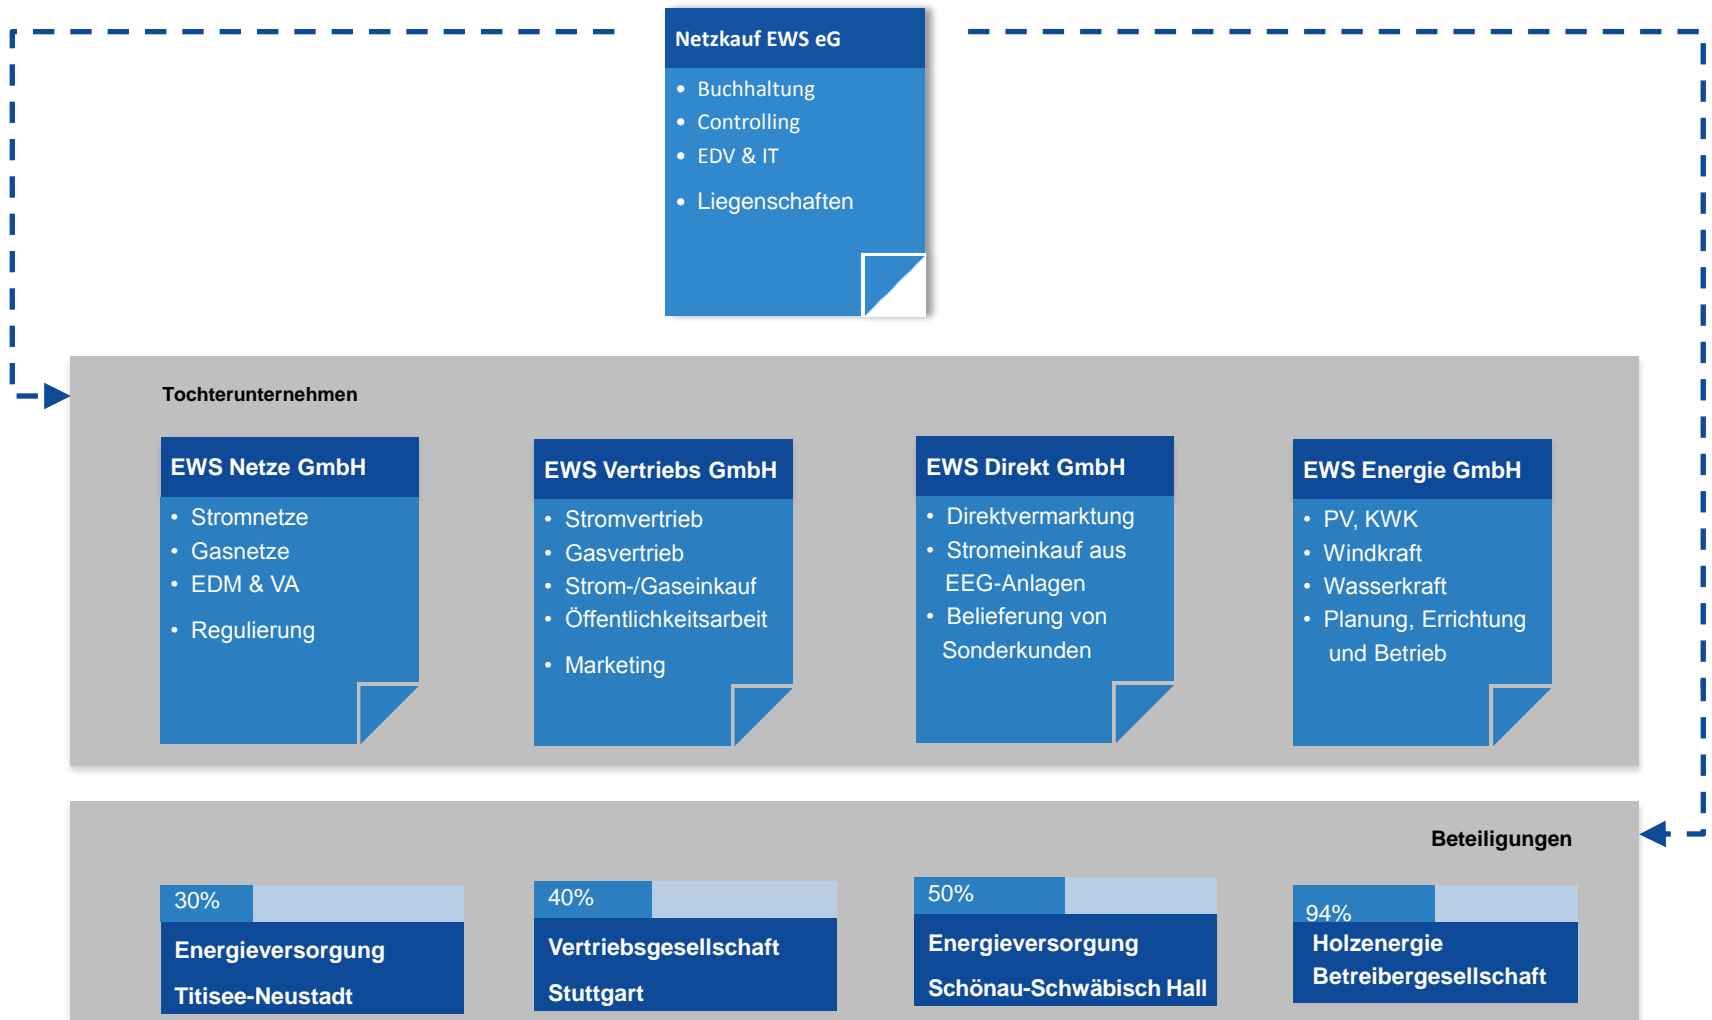 Netzkauf EWS eG
• Buchhaltung
• Controlling
• EDV & IT
• Liegenschaften
Tochterunternehmen
EWS Netze GmbH
• Stromnetze
• Gasnetze
• EDM & VA
• Regulierung
EWS Vertriebs GmbH
• Stromvertrieb
• Gasvertrieb
• Strom-/Gaseinkauf
• Öffentlichkeitsarbeit
• Marketing
EWS Direkt GmbH
• Direktvermarktung
• Stromeinkauf aus
EEG-Anlagen
• Belieferung von
Sonderkunden
EWS Energie GmbH
• PV, KWK
• Windkraft
• Wasserkraft
• Planung, Errichtung
und Betrieb
Beteiligungen
30%
Energieversorgung
Titisee-Neustadt
40%
Vertriebsgesellschaft
Stuttgart
50%
Energieversorgung
Schönau-Schwäbisch Hall
94%
Holzenergie
Betreibergesellschaft